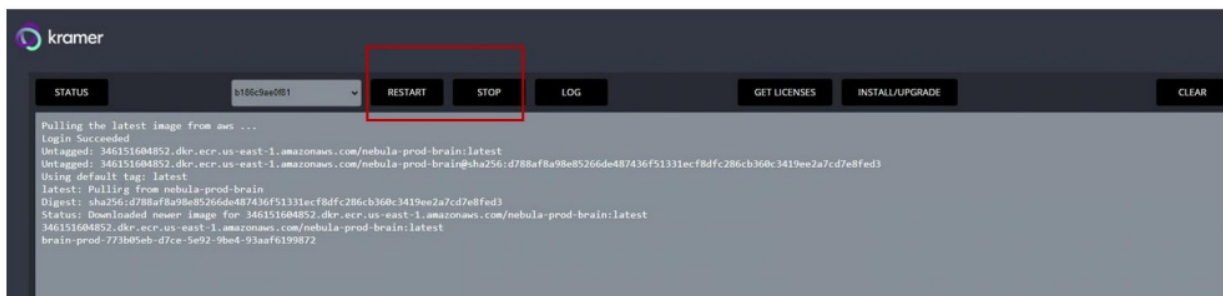 kramer
STATUS b186c9ae0f81 RESTART STOP LOG GET LICENSES INSTALL/UPGRADE CLEAR
Pulling the latest image from aws ...
Login Succeeded
Untagged: 346151604852.dkr.ecr.us-east-1.amazonaws.com/nebula-prod-brain:latest
Untagged: 346151604852.dkr.ecr.us-east-1.amazonaws.com/nebula-prod-brain@sha256:d788af8a98e85266de487436f51331ecf8dfc286cb360c3419ee2a7cd7e8fed3
Using default tag: latest
latest: Pulling from nebula-prod-brain
Digest: sha256:d788af8a98e85266de487436f51331ecf8dfc286cb360c3419ee2a7cd7e8fed3
Status: Downloaded newer image for 346151604852.dkr.ecr.us-east-1.amazonaws.com/nebula-prod-brain:latest
346151604852.dkr.ecr.us-east-1.amazonaws.com/nebula-prod-brain:latest
brain-prod-773b05eb-d7ce-5e92-9be4-93aaf6199872